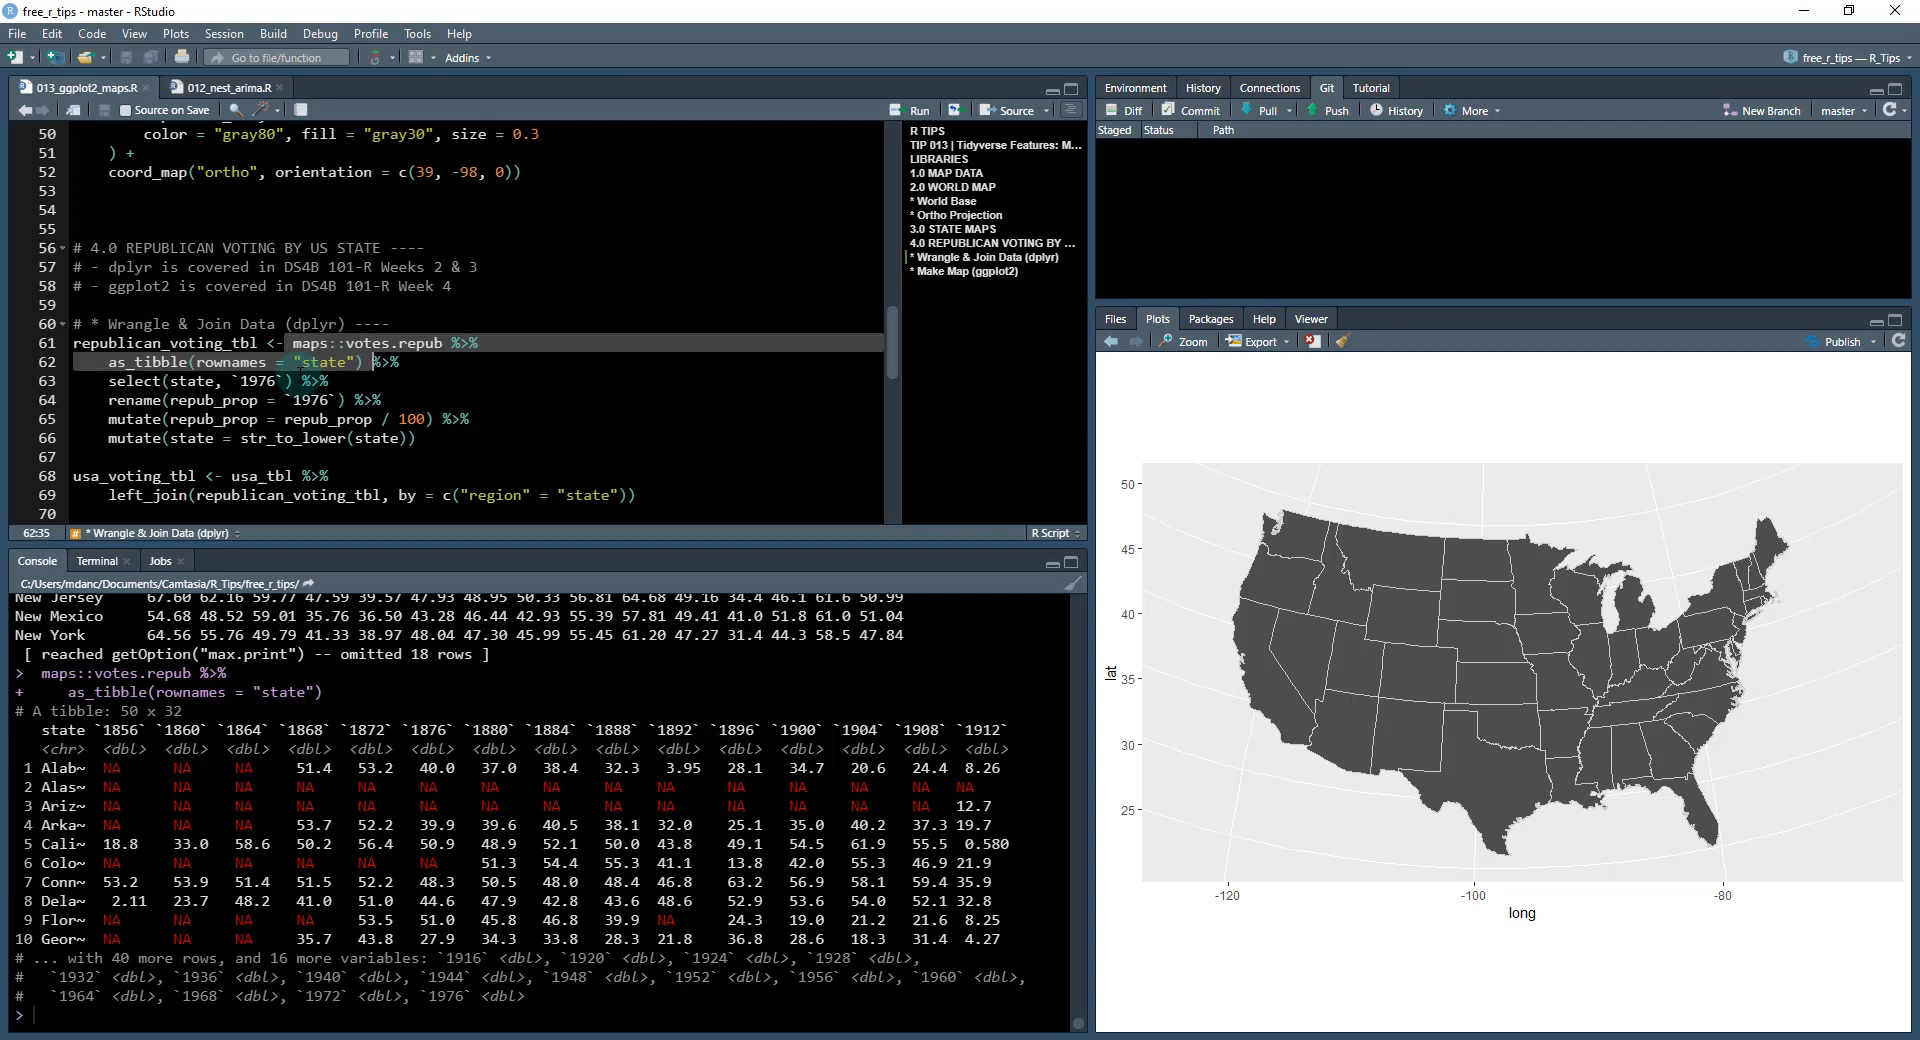 free_r_tips - master - RStudio
File Edit Code View Plots Session Build Debug Profile Tools Help
Go to file/function Addins free_r_tips — R_Tips
013_ggplot2_maps.R 012_nest_arima.R
Source on Save Run Source
50 color = "gray80", fill = "gray30", size = 0.3
51 ) +
52 coord_map("ortho", orientation = c(39, -98, 0))
53
54
55
56 # 4.0 REPUBLICAN VOTING BY US STATE ----
57 # - dplyr is covered in DS4B 101-R Weeks 2 & 3
58 # - ggplot2 is covered in DS4B 101-R Week 4
59
60 # * Wrangle & Join Data (dplyr) ----
61 republican_voting_tbl <- maps::votes.repub %>%
62 as_tibble(rownames = "state") %>%
63 select(state, `1976`) %>%
64 rename(repub_prop = `1976`) %>%
65 mutate(repub_prop = repub_prop / 100) %>%
66 mutate(state = str_to_lower(state))
67
68 usa_voting_tbl <- usa_tbl %>%
69 left_join(republican_voting_tbl, by = c("region" = "state"))
70
62:35 * Wrangle & Join Data (dplyr) R Script
R TIPS
TIP 013 | Tidyverse Features: M...
LIBRARIES
1.0 MAP DATA
2.0 WORLD MAP
* World Base
* Ortho Projection
3.0 STATE MAPS
4.0 REPUBLICAN VOTING BY ...
* Wrangle & Join Data (dplyr)
* Make Map (ggplot2)
Console Terminal Jobs
C:/Users/mdanc/Documents/Camtasia/R_Tips/free_r_tips/
New Jersey 67.60 62.16 59.77 47.59 39.57 47.93 48.95 50.33 56.81 64.68 49.16 34.4 46.1 61.6 50.99
New Mexico 54.68 48.52 59.01 35.76 36.50 43.28 46.44 42.93 55.39 57.81 49.41 41.0 51.8 61.0 51.04
New York 64.56 55.76 49.79 41.33 38.97 48.04 47.30 45.99 55.45 61.20 47.27 31.4 44.3 58.5 47.84
[ reached getOption("max.print") -- omitted 18 rows ]
> maps::votes.repub %>%
+ as_tibble(rownames = "state")
# A tibble: 50 x 32
state `1856` `1860` `1864` `1868` `1872` `1876` `1880` `1884` `1888` `1892` `1896` `1900` `1904` `1908` `1912`
<chr> <dbl> <dbl> <dbl> <dbl> <dbl> <dbl> <dbl> <dbl> <dbl> <dbl> <dbl> <dbl> <dbl> <dbl> <dbl>
1 Alab~ NA NA NA 51.4 53.2 40.0 37.0 38.4 32.3 3.95 28.1 34.7 20.6 24.4 8.26
2 Alas~ NA NA NA NA NA NA NA NA NA NA NA NA NA NA NA
3 Ariz~ NA NA NA NA NA NA NA NA NA NA NA NA NA NA 12.7
4 Arka~ NA NA NA 53.7 52.2 39.9 39.6 40.5 38.1 32.0 25.1 35.0 40.2 37.3 19.7
5 Cali~ 18.8 33.0 58.6 50.2 56.4 50.9 48.9 52.1 50.0 43.8 49.1 54.5 61.9 55.5 0.580
6 Colo~ NA NA NA NA NA NA 51.3 54.4 55.3 41.1 13.8 42.0 55.3 46.9 21.9
7 Conn~ 53.2 53.9 51.4 51.5 52.2 48.3 50.5 48.0 48.4 46.8 63.2 56.9 58.1 59.4 35.9
8 Dela~ 2.11 23.7 48.2 41.0 51.0 44.6 47.9 42.8 43.6 48.6 52.9 53.6 54.0 52.1 32.8
9 Flor~ NA NA NA NA 53.5 51.0 45.8 46.8 39.9 NA 24.3 19.0 21.2 21.6 8.25
10 Geor~ NA NA NA 35.7 43.8 27.9 34.3 33.8 28.3 21.8 36.8 28.6 18.3 31.4 4.27
# ... with 40 more rows, and 16 more variables: `1916` <dbl>, `1920` <dbl>, `1924` <dbl>, `1928` <dbl>,
# `1932` <dbl>, `1936` <dbl>, `1940` <dbl>, `1944` <dbl>, `1948` <dbl>, `1952` <dbl>, `1956` <dbl>, `1960` <dbl>,
# `1964` <dbl>, `1968` <dbl>, `1972` <dbl>, `1976` <dbl>
>
Environment History Connections Git Tutorial
Diff Commit Pull Push History More New Branch master
Staged Status Path
Files Plots Packages Help Viewer
Zoom Export Publish
50
45
40
35
30
25
lat
-120 -100 -80
long